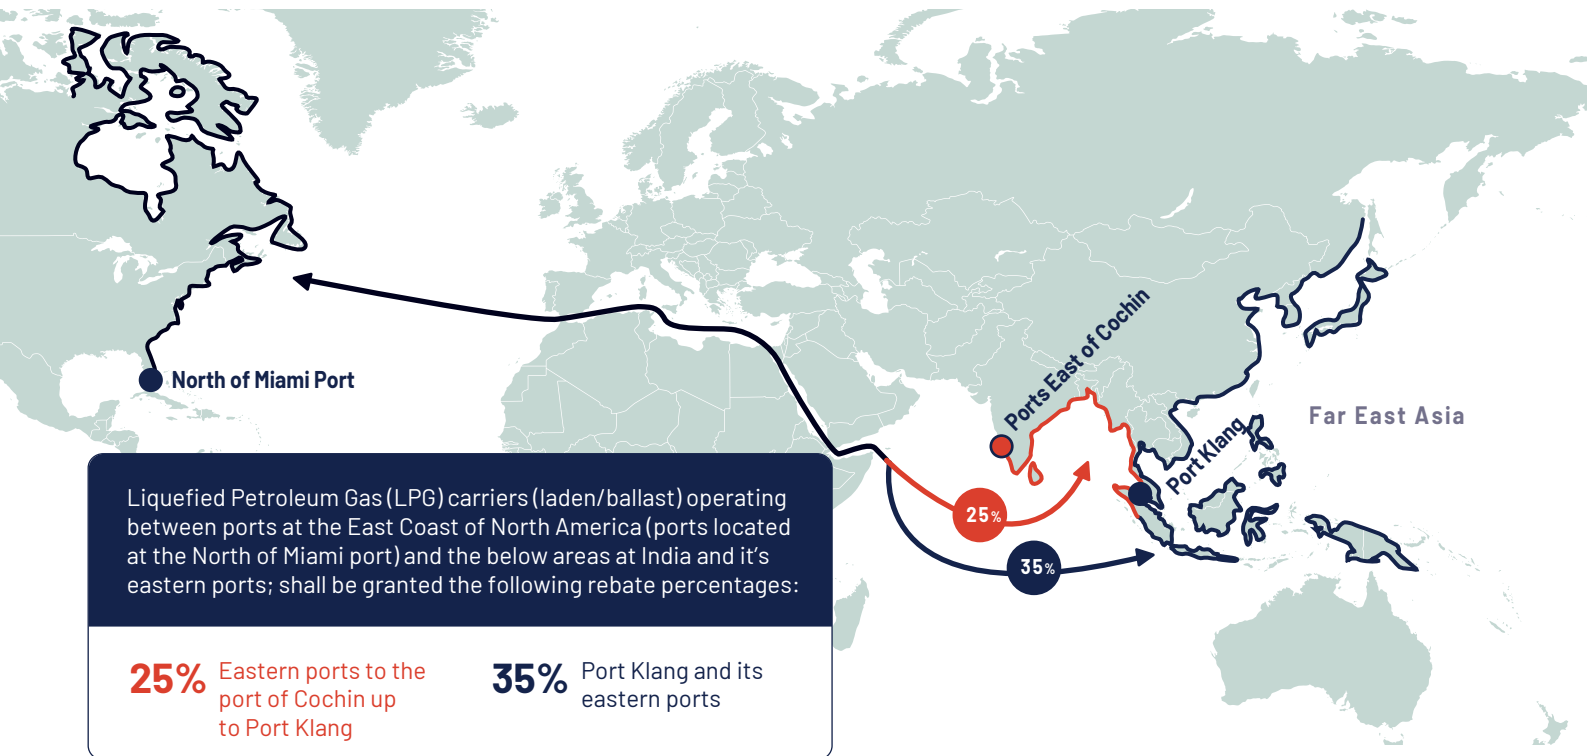 Ports East of Cochin
North of Miami Port
Far East Asia
Port Klang
25%
35%
Liquefied Petroleum Gas (LPG) carriers (laden/ballast) operating
between ports at the East Coast of North America (ports located
at the North of Miami port) and the below areas at India and it's
eastern ports; shall be granted the following rebate percentages:
25% Eastern ports to the
port of Cochin up
to Port Klang
35% Port Klang and its
eastern ports